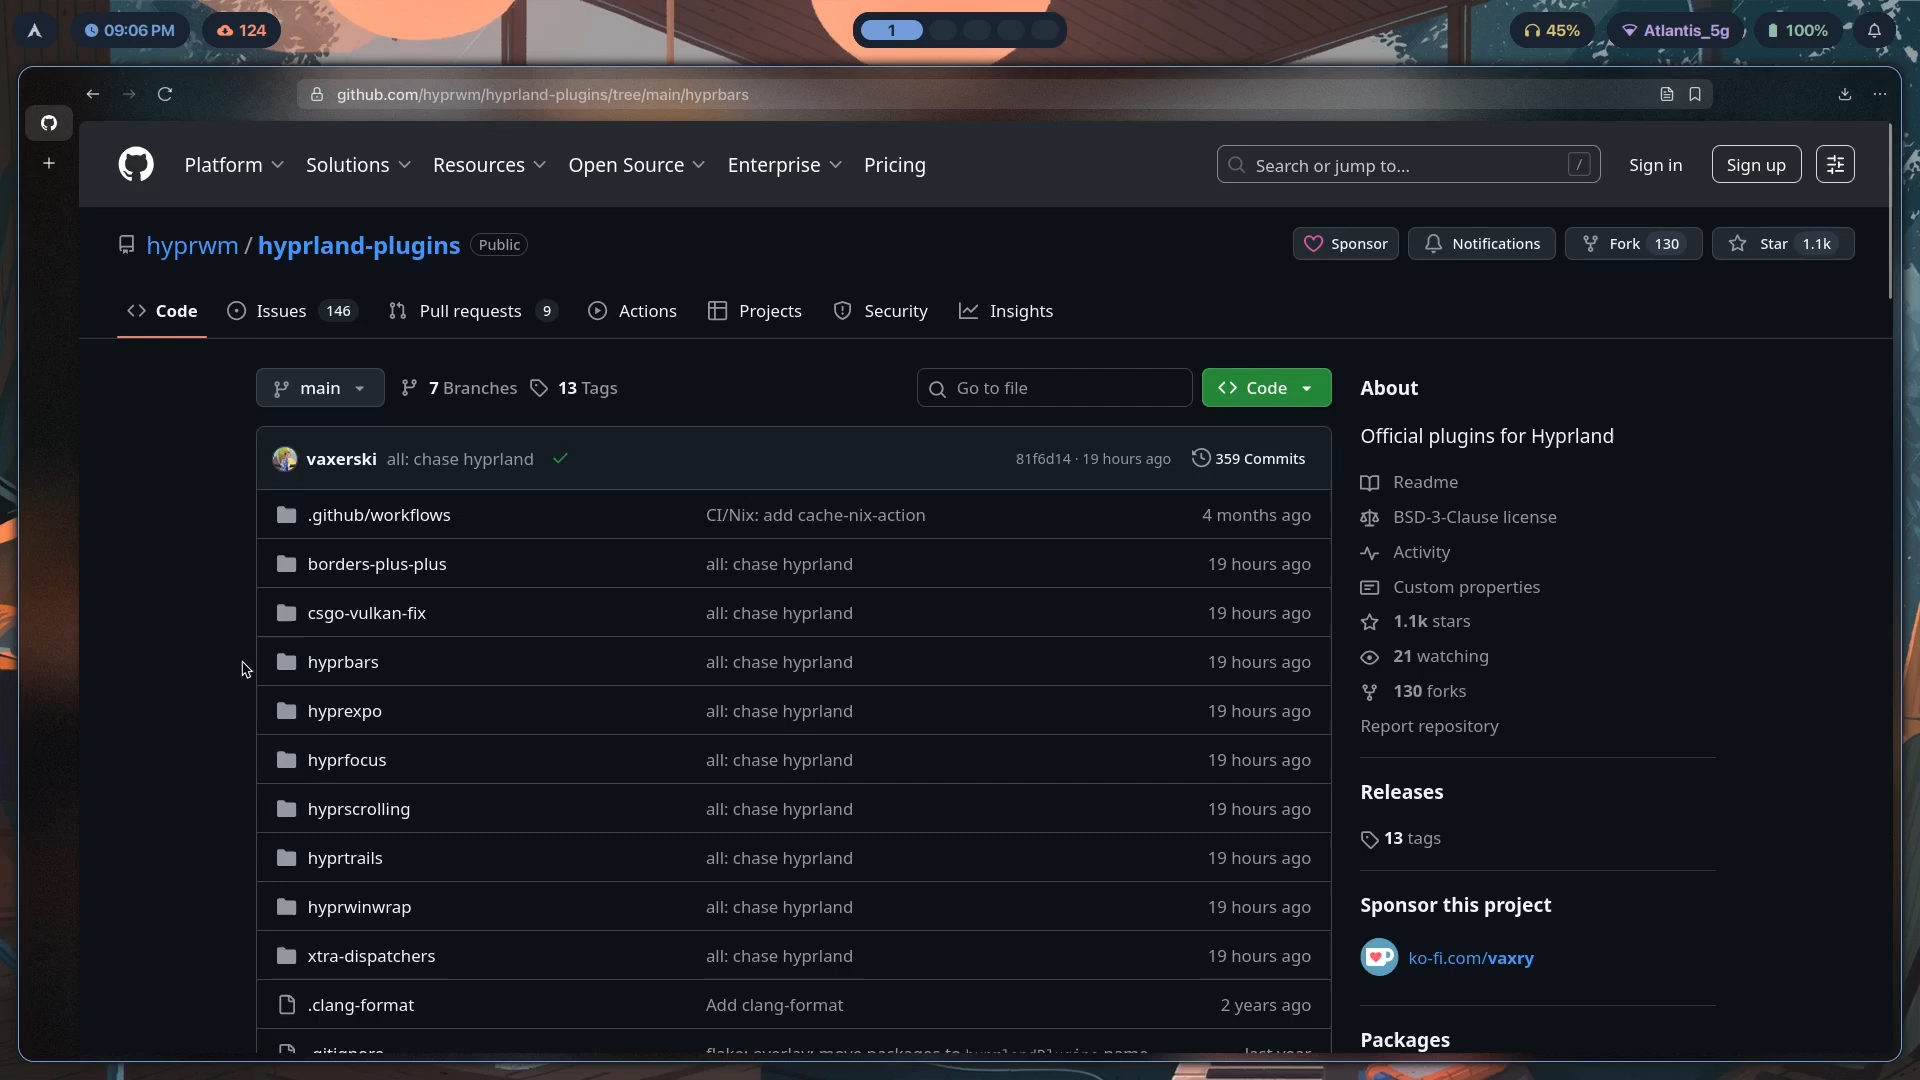 09:06 PM
124
1
45%
Atlantis_5g
100%
github.com/hyprwm/hyprland-plugins/tree/main/hyprbars
Platform Solutions Resources Open Source Enterprise Pricing
Search or jump to... /
Sign in
Sign up
hyprwm / hyprland-plugins Public
Sponsor
Notifications
Fork 130
Star 1.1k
Code
Issues 146
Pull requests 9
Actions
Projects
Security
Insights
main
7 Branches
13 Tags
Go to file
Code
vaxerski all: chase hyprland 81f6d14 · 19 hours ago 359 Commits
.github/workflows CI/Nix: add cache-nix-action 4 months ago
borders-plus-plus all: chase hyprland 19 hours ago
csgo-vulkan-fix all: chase hyprland 19 hours ago
hyprbars all: chase hyprland 19 hours ago
hyprexpo all: chase hyprland 19 hours ago
hyprfocus all: chase hyprland 19 hours ago
hyprscrolling all: chase hyprland 19 hours ago
hyprtrails all: chase hyprland 19 hours ago
hyprwinwrap all: chase hyprland 19 hours ago
xtra-dispatchers all: chase hyprland 19 hours ago
.clang-format Add clang-format 2 years ago
.gitignore flake: overlay: move packages to hyprlandPlugins name last year
About
Official plugins for Hyprland
Readme
BSD-3-Clause license
Activity
Custom properties
1.1k stars
21 watching
130 forks
Report repository
Releases
13 tags
Sponsor this project
ko-fi.com/vaxry
Packages